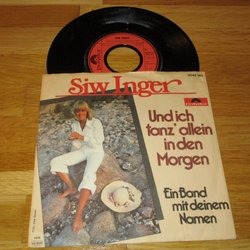 Siw Inger
Und ich
tanz' allein
in den
Morgen
Ein Band
mit deinem
Namen